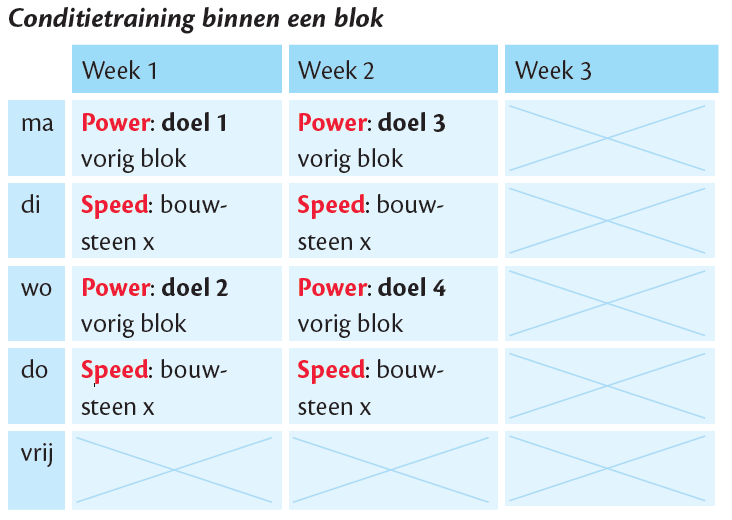 Conditietraining binnen een blok
Week 1 Week 2 Week 3
ma
Power: doel 1
vorig blok
Power: doel 3
vorig blok
di
Speed: bouw-
steen x
Speed: bouw-
steen x
wo
Power: doel 2
vorig blok
Power: doel 4
vorig blok
do
Speed: bouw-
steen x
Speed: bouw-
steen x
vrij